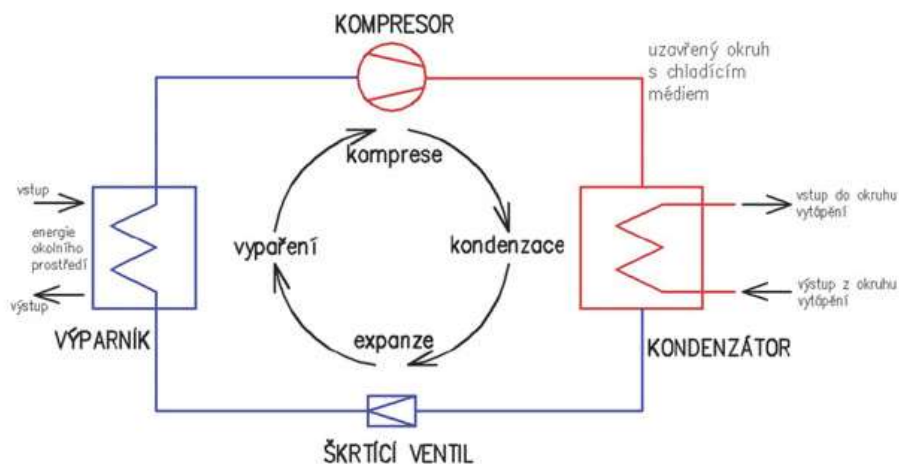 KOMPRESOR
uzavřený okruh
s chladícím
médiem
komprese
vstup
energie
okolního
prostředí
výstup
vypaření
kondenzace
vstup do okruhu
vytápění
výstup z okruhu
vytápění
VÝPARNÍK
expanze
KONDENZÁTOR
ŠKRTÍCÍ VENTIL